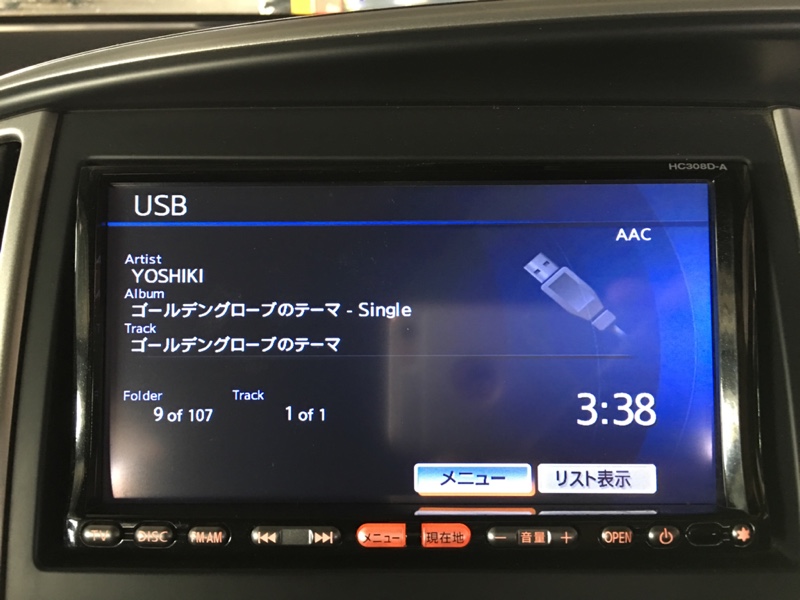 HC308D-A
USB
AAC
Artist
YOSHIKI
Album
ゴールデングローブのテーマ - Single
Track
ゴールデングローブのテーマ
Folder Track
9 of 107 1 of 1 3:38
メニュー リスト表示
TV DISC FM・AM メニュー 現在地 − 音量 + OPEN